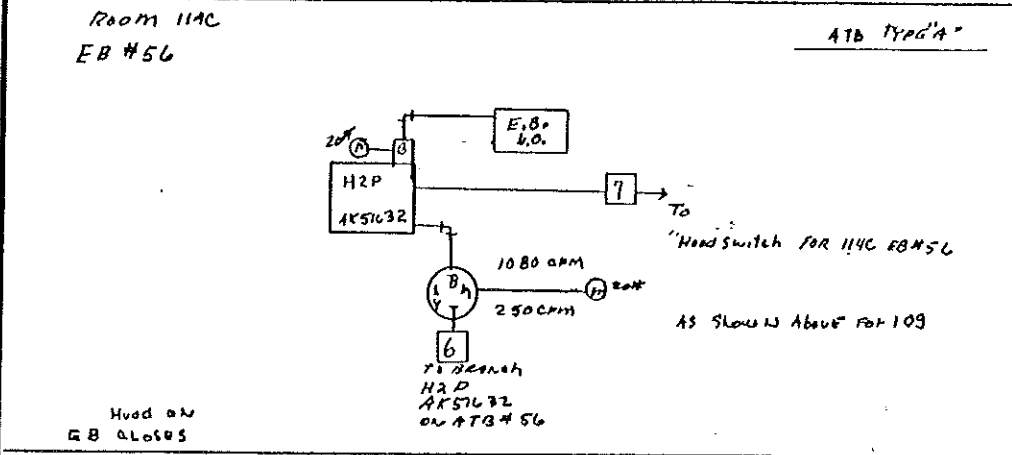 Room 114C
EB #56
ATB Type "A"
E.B.
N.O.
20#
M
B
H2P
AK51632
7
To
"Hood Switch FOR 114C EB#56
1080 CFM
B
M
M
20#
250 CFM
AS Shown Above For 109
6
To Branch
H2P
AK51632
ON ATB #56
Hood ON
EB CLOSES